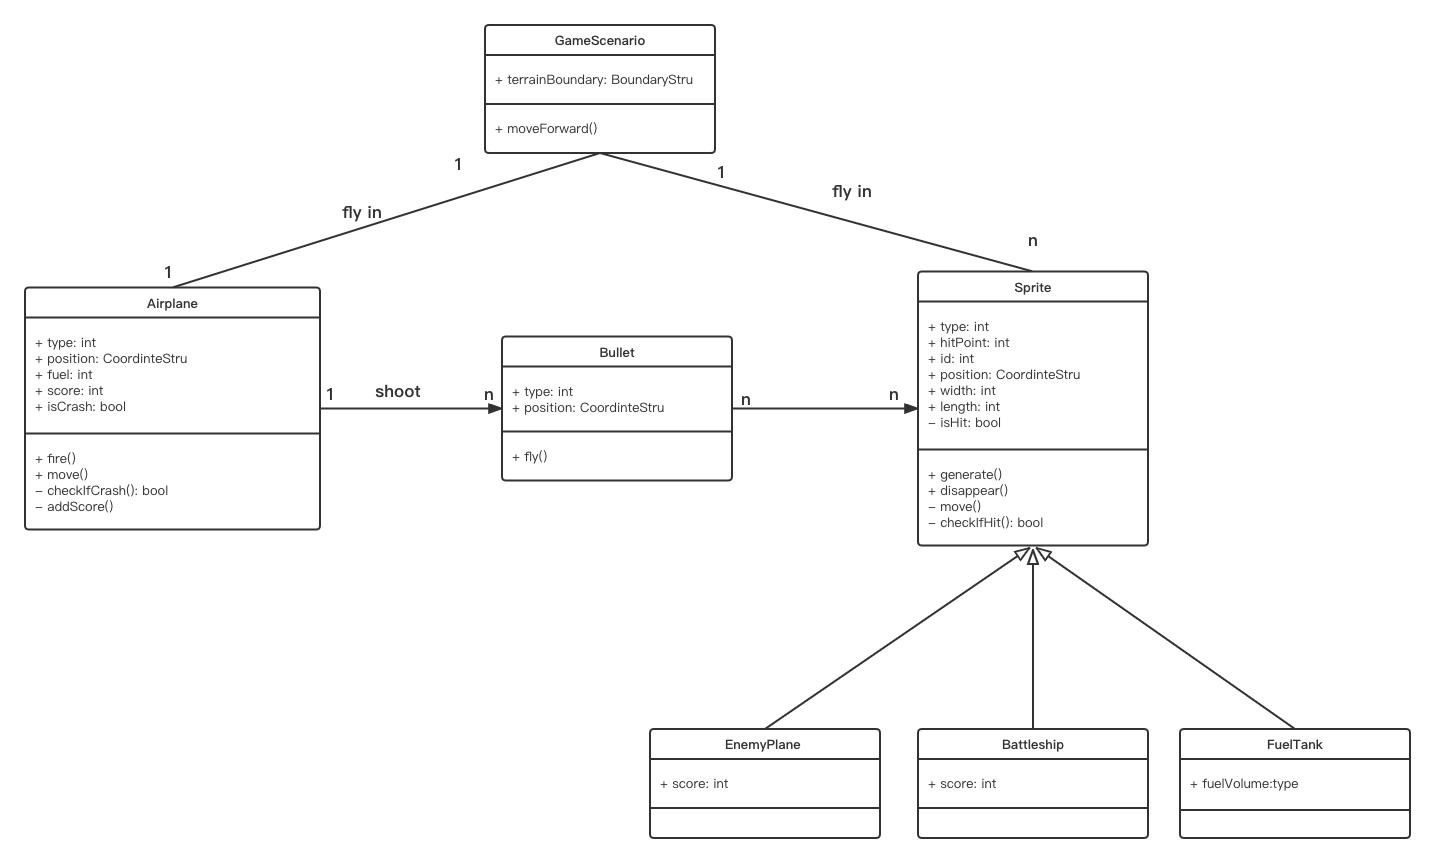 GameScenario
+ terrainBoundary: BoundaryStru
+ moveForward()
1
fly in
1
1
fly in
n
Airplane
+ type: int
+ position: CoordinteStru
+ fuel: int
+ score: int
+ isCrash: bool
+ fire()
+ move()
− checkIfCrash(): bool
− addScore()
1
shoot
n
Bullet
+ type: int
+ position: CoordinteStru
+ fly()
n
n
Sprite
+ type: int
+ hitPoint: int
+ id: int
+ position: CoordinteStru
+ width: int
+ length: int
− isHit: bool
+ generate()
+ disappear()
− move()
− checkIfHit(): bool
EnemyPlane
+ score: int
Battleship
+ score: int
FuelTank
+ fuelVolume:type